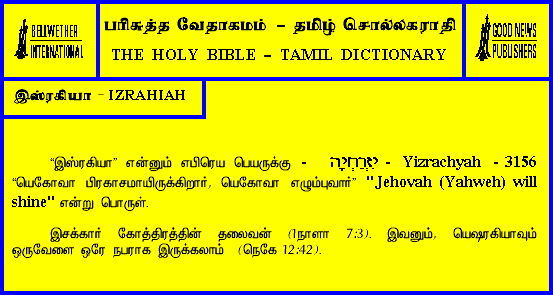 BELLWETHER
INTERNATIONAL
பரிசுத்த வேதாகமம் – தமிழ் சொல்லகராதி
THE HOLY BIBLE – TAMIL DICTIONARY
GOOD NEWS
PUBLISHERS
இஸ்ரகியா - IZRAHIAH
“இஸ்ரகியா” என்னும் எபிரெய பெயருக்கு - יִזְרַחְיָה - Yizrachyah - 3156
“யெகோவா பிரகாசமாயிருக்கிறார், யெகோவா எழும்புவார்” "Jehovah (Yahweh) will
shine" என்று பொருள்.
இசக்கார் கோத்திரத்தின் தலைவன் (1நாளா 7:3). இவனும், யெஷரகியாவும்
ஒருவேளை ஒரே நபராக இருக்கலாம் (நெகே 12:42).